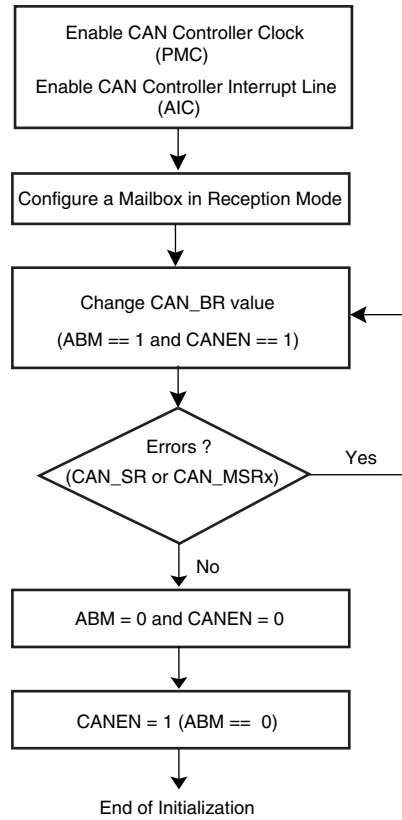 Enable CAN Controller Clock
(PMC)
Enable CAN Controller Interrupt Line
(AIC)
Configure a Mailbox in Reception Mode
Change CAN_BR value
(ABM == 1 and CANEN == 1)
Errors ?
(CAN_SR or CAN_MSRx)
Yes
No
ABM = 0 and CANEN = 0
CANEN = 1 (ABM == 0)
End of Initialization